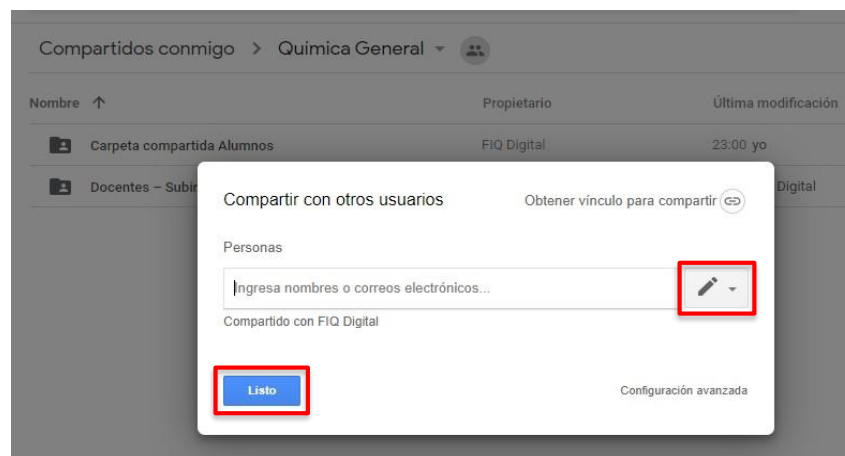 Compartidos conmigo > Química General
Nombre ↑ Propietario Última modificación
Carpeta compartida Alumnos FIQ Digital 23:00 yo
Docentes – Subir Digital
Compartir con otros usuarios Obtener vínculo para compartir
Personas
Ingresa nombres o correos electrónicos...
Compartido con FIQ Digital
Listo Configuración avanzada